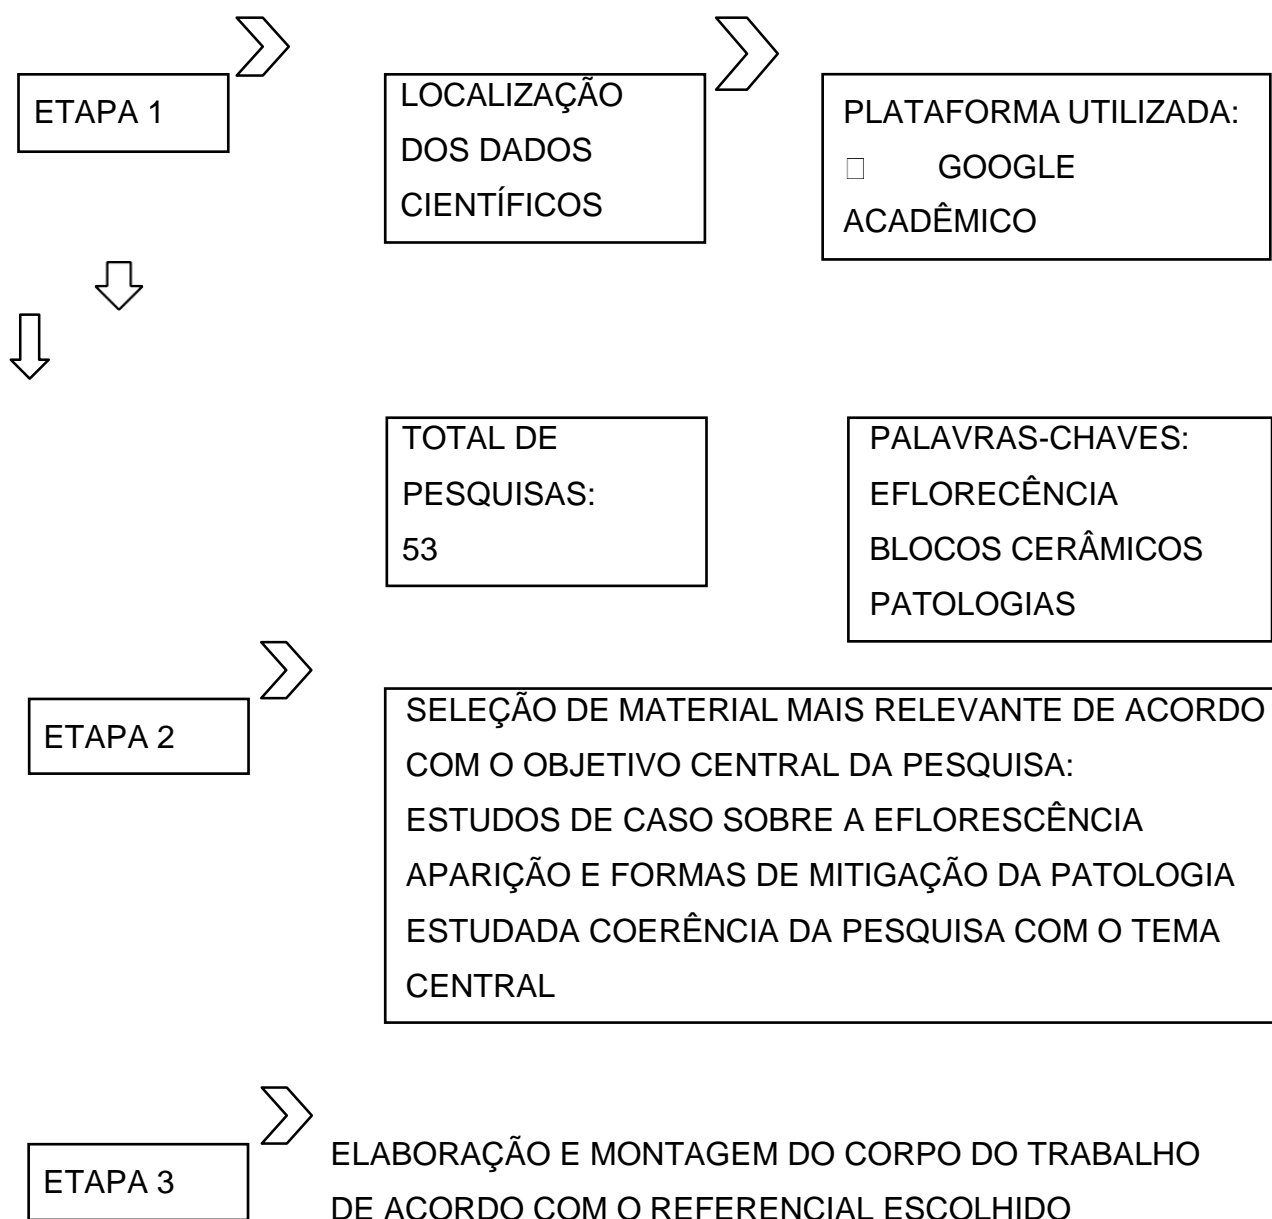 ETAPA 1
LOCALIZAÇÃO
DOS DADOS
CIENTÍFICOS
PLATAFORMA UTILIZADA:
GOOGLE
ACADÊMICO
TOTAL DE
PESQUISAS:
53
PALAVRAS-CHAVES:
EFLORECÊNCIA
BLOCOS CERÂMICOS
PATOLOGIAS
ETAPA 2
SELEÇÃO DE MATERIAL MAIS RELEVANTE DE ACORDO
COM O OBJETIVO CENTRAL DA PESQUISA:
ESTUDOS DE CASO SOBRE A EFLORESCÊNCIA
APARIÇÃO E FORMAS DE MITIGAÇÃO DA PATOLOGIA
ESTUDADA COERÊNCIA DA PESQUISA COM O TEMA
CENTRAL
ETAPA 3
ELABORAÇÃO E MONTAGEM DO CORPO DO TRABALHO
DE ACORDO COM O REFERENCIAL ESCOLHIDO